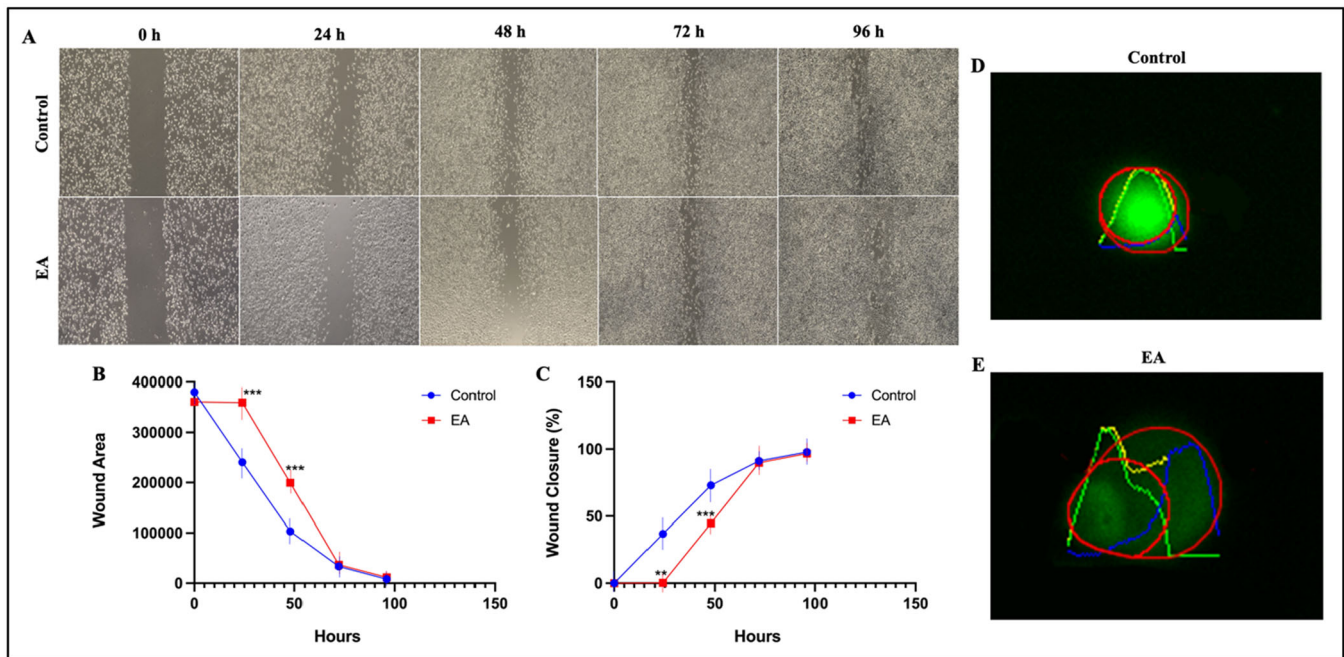 A
0 h
24 h
48 h
72 h
96 h
Control
EA
B
400000
300000
200000
100000
0
Wound Area
0
50
100
150
Hours
Control
EA
***
***
C
150
100
50
0
Wound Closure (%)
0
50
100
150
Hours
Control
EA
***
**
D
Control
E
EA